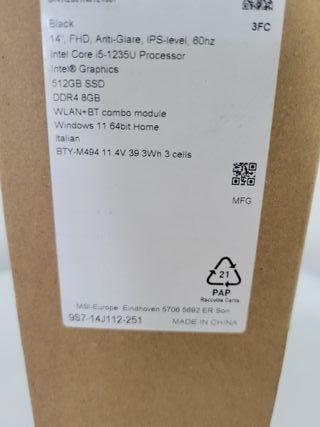 Black
3FC
14", FHD, Anti-Glare, IPS-level, 60hz
Intel Core i5-1235U Processor
Intel® Graphics
512GB SSD
DDR4 8GB
WLAN+BT combo module
Windows 11 64bit Home
Italian
BTY-M494 11.4V 39.3Wh 3 cells
MFG
21
PAP
Raccolta Carta
MSI-Europe: Eindhoven 5706 5692 ER Son
9S7-14J112-251
MADE IN CHINA